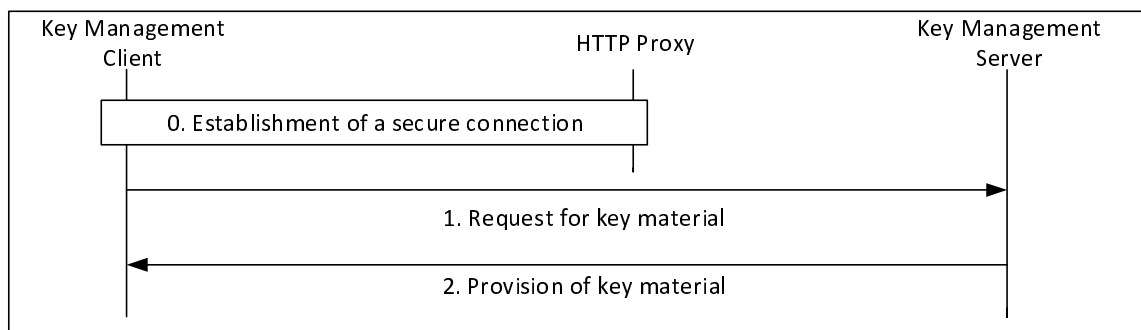 Key Management
Client
HTTP Proxy
Key Management
Server
0. Establishment of a secure connection
1. Request for key material
2. Provision of key material